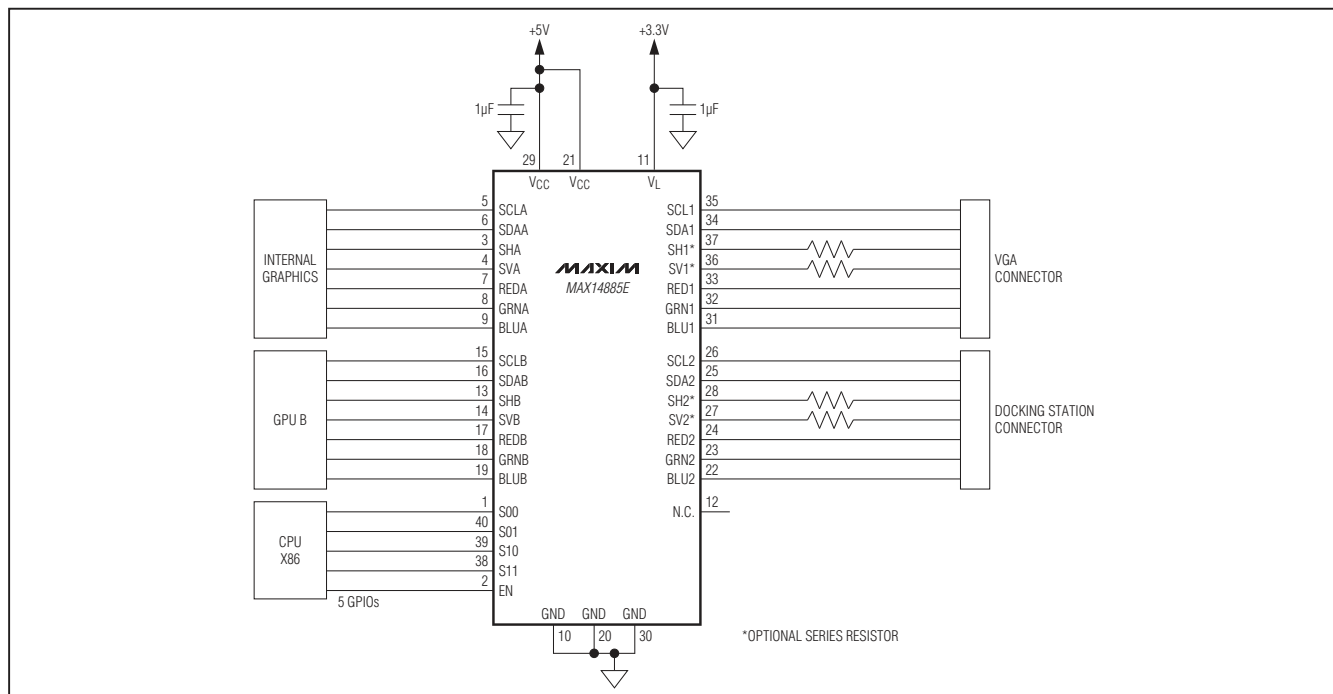 +5V
+3.3V
1µF
1µF
29
21
11
VCC
VCC
VL
INTERNAL
GRAPHICS
5 SCLA
6 SDAA
3 SHA
4 SVA
7 REDA
8 GRNA
9 BLUA
MAXIM
MAX14885E
SCL1 35
SDA1 34
SH1* 37
SV1* 36
RED1 33
GRN1 32
BLU1 31
VGA
CONNECTOR
GPU B
15 SCLB
16 SDAB
13 SHB
14 SVB
17 REDB
18 GRNB
19 BLUB
SCL2 26
SDA2 25
SH2* 28
SV2* 27
RED2 24
GRN2 23
BLU2 22
DOCKING STATION
CONNECTOR
CPU
X86
1 S00
40 S01
39 S10
38 S11
2 EN
5 GPIOs
N.C. 12
GND GND GND
10 20 30
*OPTIONAL SERIES RESISTOR